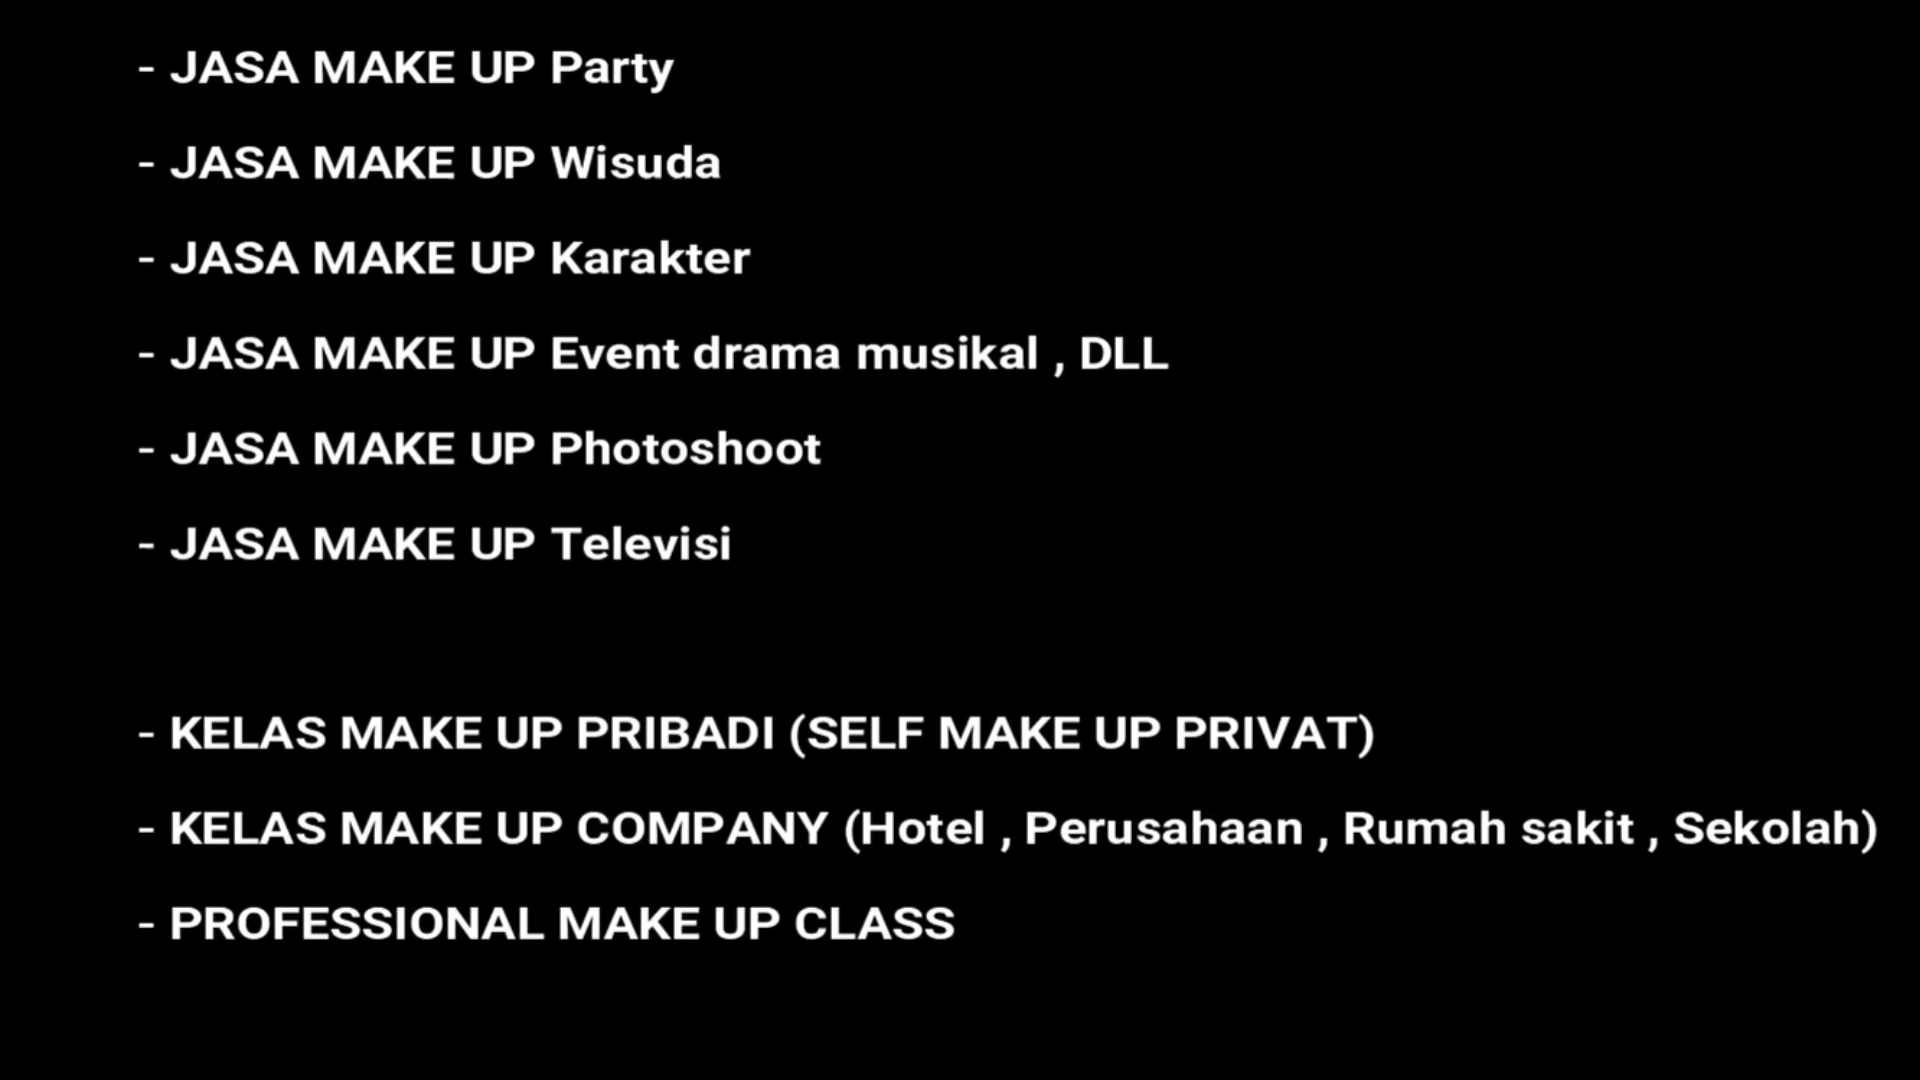 - JASA MAKE UP Party
- JASA MAKE UP Wisuda
- JASA MAKE UP Karakter
- JASA MAKE UP Event drama musikal , DLL
- JASA MAKE UP Photoshoot
- JASA MAKE UP Televisi
- KELAS MAKE UP PRIBADI (SELF MAKE UP PRIVAT)
- KELAS MAKE UP COMPANY (Hotel , Perusahaan , Rumah sakit , Sekolah)
- PROFESSIONAL MAKE UP CLASS